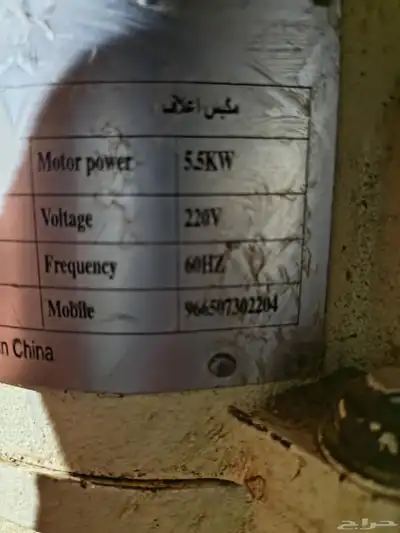 مكبس اعلاف
Motor power 5.5KW
Voltage 220V
Frequency 60HZ
Mobile 966507302204
n China
حراج